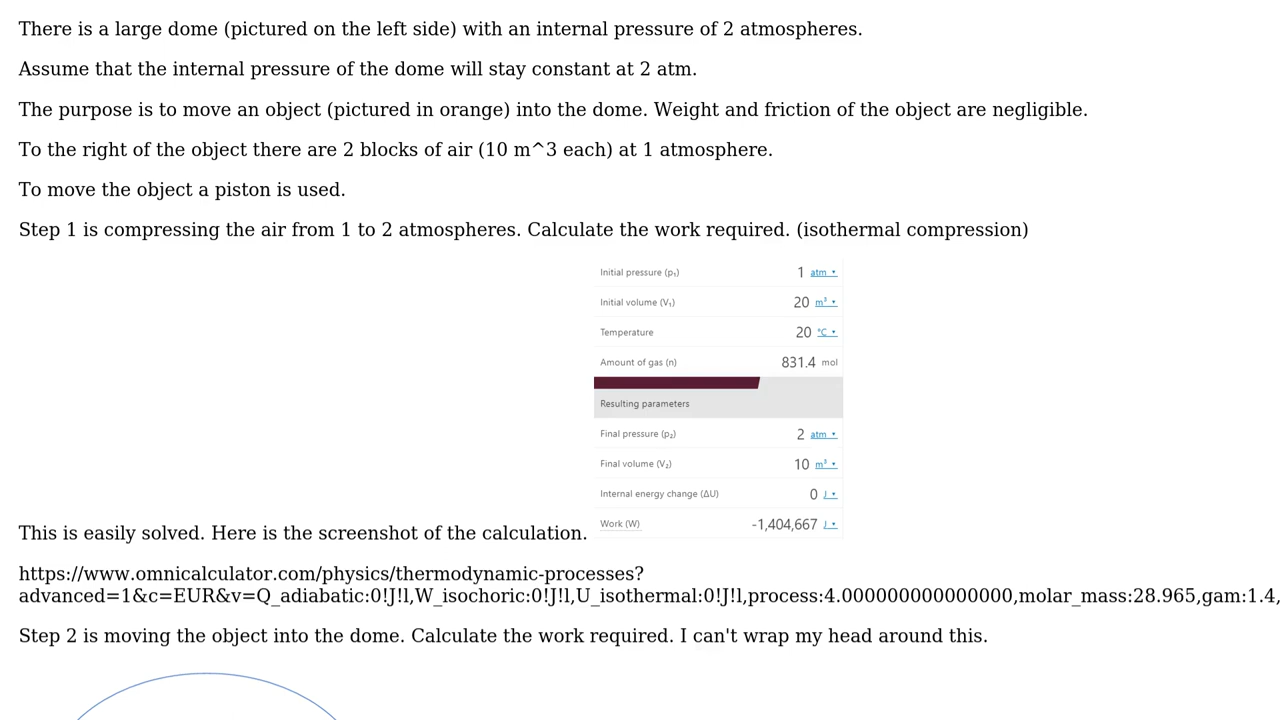 There is a large dome (pictured on the left side) with an internal pressure of 2 atmospheres.
Assume that the internal pressure of the dome will stay constant at 2 atm.
The purpose is to move an object (pictured in orange) into the dome. Weight and friction of the object are negligible.
To the right of the object there are 2 blocks of air (10 m^3 each) at 1 atmosphere.
To move the object a piston is used.
Step 1 is compressing the air from 1 to 2 atmospheres. Calculate the work required. (isothermal compression)
Initial pressure (p₁) 1 atm
Initial volume (V₁) 20 m³
Temperature 20 °C
Amount of gas (n) 831.4 mol
Resulting parameters
Final pressure (p₂) 2 atm
Final volume (V₂) 10 m³
Internal energy change (ΔU) 0 J
Work (W) -1,404,667 J
This is easily solved. Here is the screenshot of the calculation.
https://www.omnicalculator.com/physics/thermodynamic-processes?
advanced=1&c=EUR&v=Q_adiabatic:0!J!l,W_isochoric:0!J!l,U_isothermal:0!J!l,process:4.000000000000000,molar_mass:28.965,gam:1.4,
Step 2 is moving the object into the dome. Calculate the work required. I can't wrap my head around this.